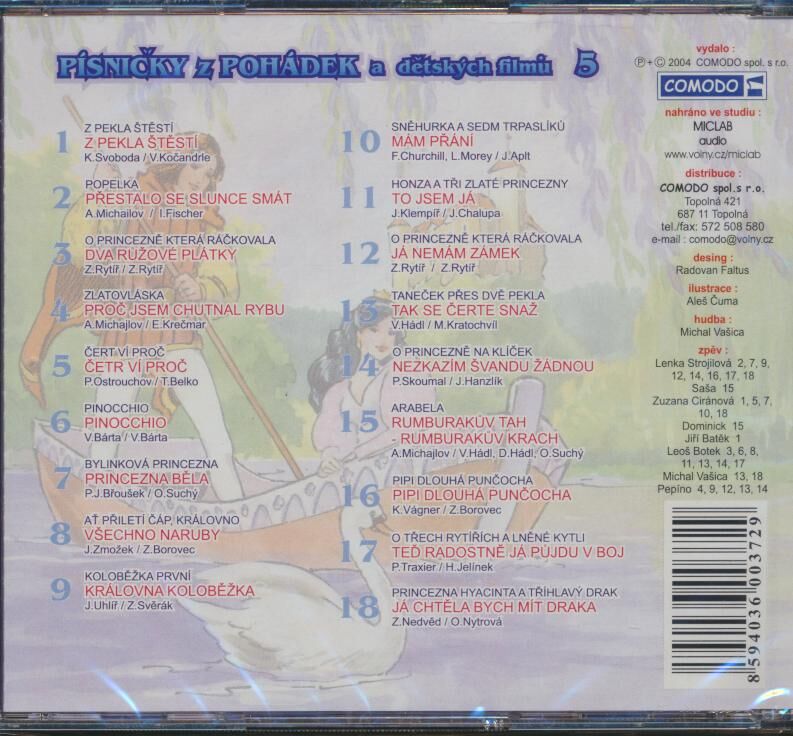 PÍSNIČKY z POHÁDEK a dětských filmů 5
1
Z PEKLA ŠTĚSTÍ
Z PEKLA ŠTĚSTÍ
K.Svoboda / V.Kočandrle
2
POPELKA
PŘESTALO SE SLUNCE SMÁT
A.Michailov / I.Fischer
3
O PRINCEZNĚ KTERÁ RÁČKOVALA
DVA RŮŽOVÉ PLÁTKY
Z.Rytíř / Z.Rytíř
4
ZLATOVLÁSKA
PROČ JSEM CHUTNAL RYBU
A.Michajlov / E.Krečmar
5
ČERT VÍ PROČ
ČETR VÍ PROČ
P.Ostrouchov / T.Belko
6
PINOCCHIO
PINOCCHIO
V.Bárta / V.Bárta
7
BYLINKOVÁ PRINCEZNA
PRINCEZNA BĚLA
P.J.Břoušek / O.Suchý
8
AŤ PŘILETÍ ČÁP, KRÁLOVNO
VŠECHNO NARUBY
J.Zmožek / Z.Borovec
9
KOLOBĚŽKA PRVNÍ
KRÁLOVNA KOLOBĚŽKA
J.Uhlíř / Z.Svěrák
10
SNĚHURKA A SEDM TRPASLÍKŮ
MÁM PŘÁNÍ
F.Churchill, L.Morey / J.Aplt
11
HONZA A TŘI ZLATÉ PRINCEZNY
TO JSEM JÁ
J.Klempíř / J.Chalupa
12
O PRINCEZNĚ KTERÁ RÁČKOVALA
JÁ NEMÁM ZÁMEK
Z.Rytíř / Z.Rytíř
13
TANEČEK PŘES DVĚ PEKLA
TAK SE ČERTE SNAŽ
V.Hádl / M.Kratochvíl
14
O PRINCEZNĚ NA KLÍČEK
NEZKAZÍM ŠVANDU ŽÁDNOU
P.Skoumal / J.Hanzlík
15
ARABELA
RUMBURAKŮV TAH
- RUMBURAKŮV KRACH
A.Michajlov / V.Hádl, D.Hádl, O.Suchý
16
PIPI DLOUHÁ PUNČOCHA
PIPI DLOUHÁ PUNČOCHA
K.Vágner / Z.Borovec
17
O TŘECH RYTÍŘÍCH A LNĚNÉ KYTLI
TEĎ RADOSTNĚ JÁ PŮJDU V BOJ
P.Traxier / H.Jelínek
18
PRINCEZNA HYACINTA A TŘÍHLAVÝ DRAK
JÁ CHTĚLA BYCH MÍT DRAKA
Z.Nedvěd / O.Nytrová
vydalo :
℗+© 2004 COMODO spol. s r.o.
COMODO
nahráno ve studiu :
MICLAB
audio
www.volny.cz/miclab
distribuce :
COMODO spol.s r.o.
Topolná 421
687 11 Topolná
tel./fax: 572 508 580
e-mail : comodo@volny.cz
desing :
Radovan Faltus
ilustrace :
Aleš Čuma
hudba :
Michal Vašica
zpěv :
Lenka Strojilová 2, 7, 9,
12, 14, 16, 17, 18
Saša 15
Zuzana Ciránová 1, 5, 7,
10, 18
Dominick 15
Jiří Batěk 1
Leoš Botek 3, 6, 8,
11, 13, 14, 17
Michal Vašica 13, 18
Pepíno 4, 9, 12, 13, 14
8594036003729